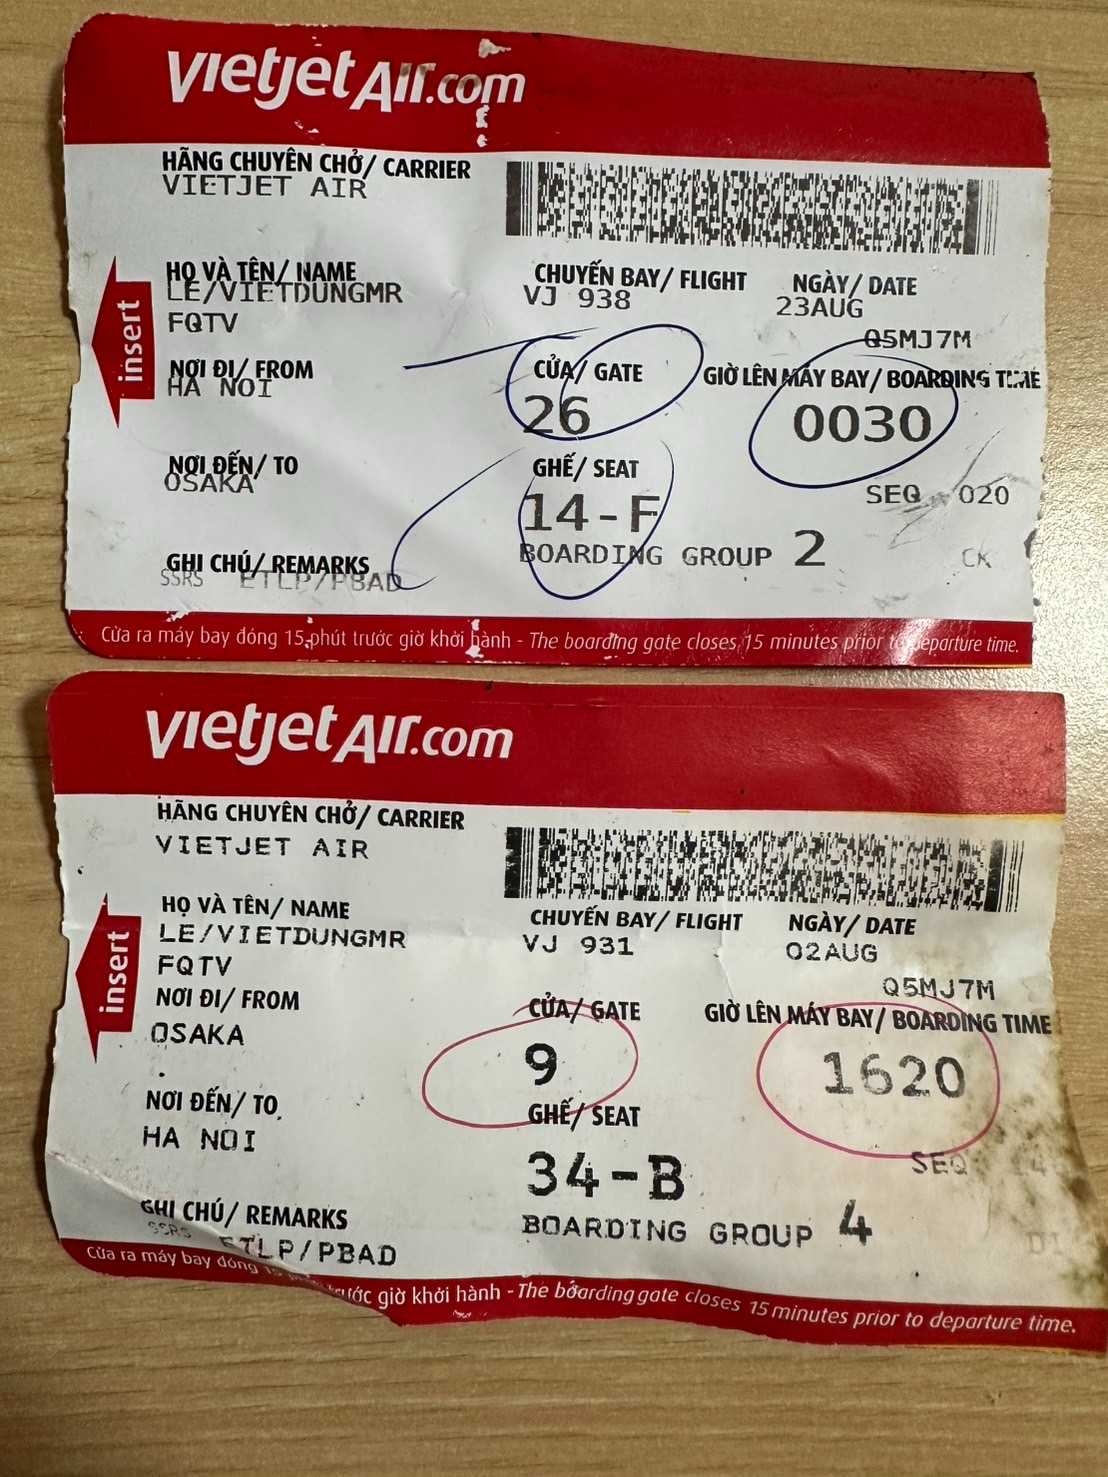 vietjet Air.com
HÃNG CHUYÊN CHỞ/ CARRIER
VIETJET AIR
HỌ VÀ TÊN/ NAME
LE/VIETDUNGMR
FQTV
CHUYẾN BAY/ FLIGHT
VJ 938
NGÀY/ DATE
23AUG
Q5MJ7M
insert
NƠI ĐI/ FROM
HA NOI
CỬA/ GATE
26
GIỜ LÊN MÁY BAY/ BOARDING TIME
0030
NƠI ĐẾN/ TO
OSAKA
GHẾ/ SEAT
14-F
SEQ 020
BOARDING GROUP 2
CK
GHI CHÚ/ REMARKS
SSRS ETLP/PBAD
Cửa ra máy bay đóng 15 phút trước giờ khởi hành - The boarding gate closes 15 minutes prior to departure time.
vietjet Air.com
HÃNG CHUYÊN CHỞ/ CARRIER
VIETJET AIR
HỌ VÀ TÊN/ NAME
LE/VIETDUNGMR
FQTV
CHUYẾN BAY/ FLIGHT
VJ 931
NGÀY/ DATE
02AUG
Q5MJ7M
insert
NƠI ĐI/ FROM
OSAKA
CỬA/ GATE
9
GIỜ LÊN MÁY BAY/ BOARDING TIME
1620
NƠI ĐẾN/ TO
HA NOI
GHẾ/ SEAT
34-B
SEQ
BOARDING GROUP 4
GHI CHÚ/ REMARKS
SSRS ETLP/PBAD
Cửa ra máy bay đóng trước giờ khởi hành - The boarding gate closes 15 minutes prior to departure time.